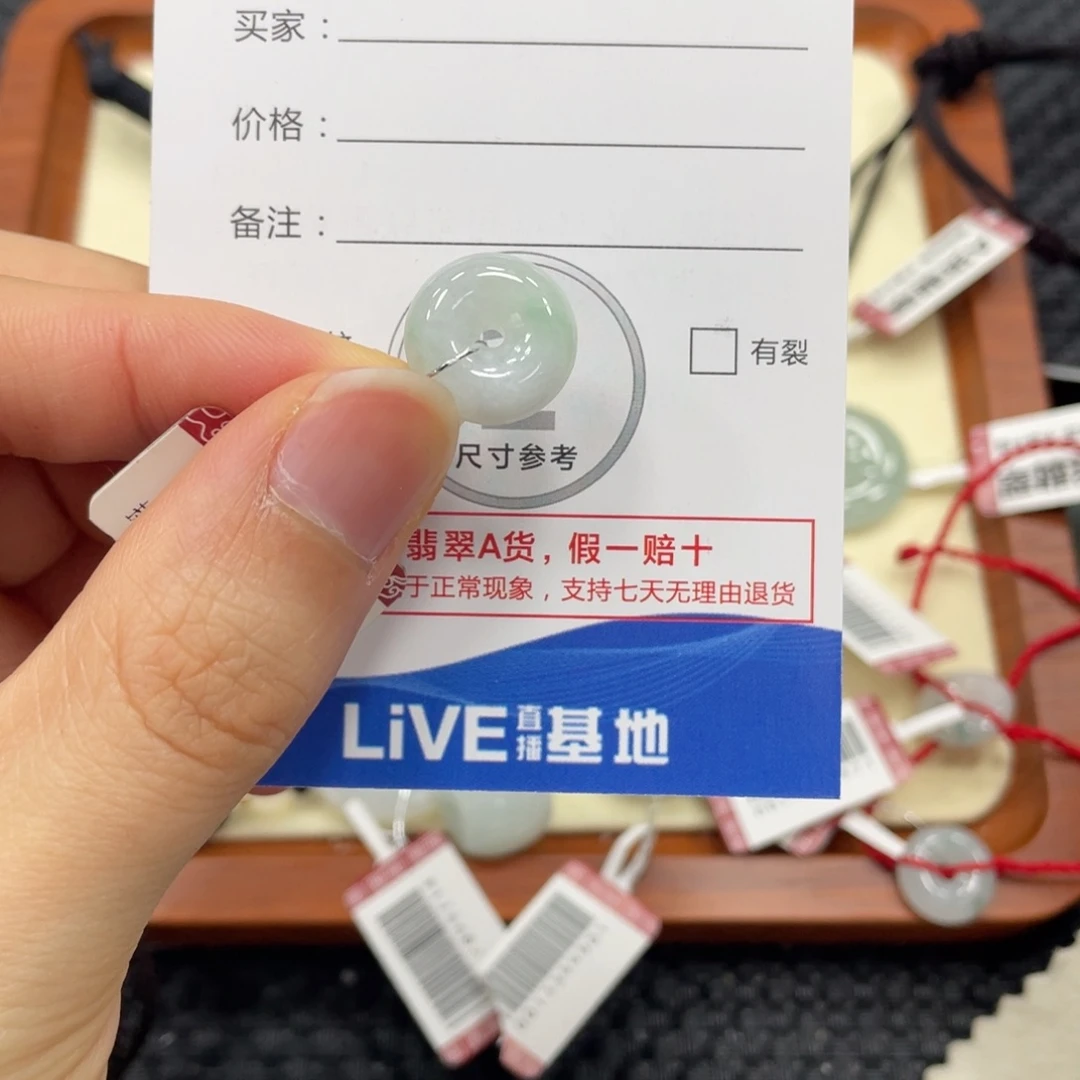 买家：
价格：
备注：
有裂
尺寸参考
翡翠A货，假一赔十
于正常现象，支持七天无理由退货
LiVE直播基地